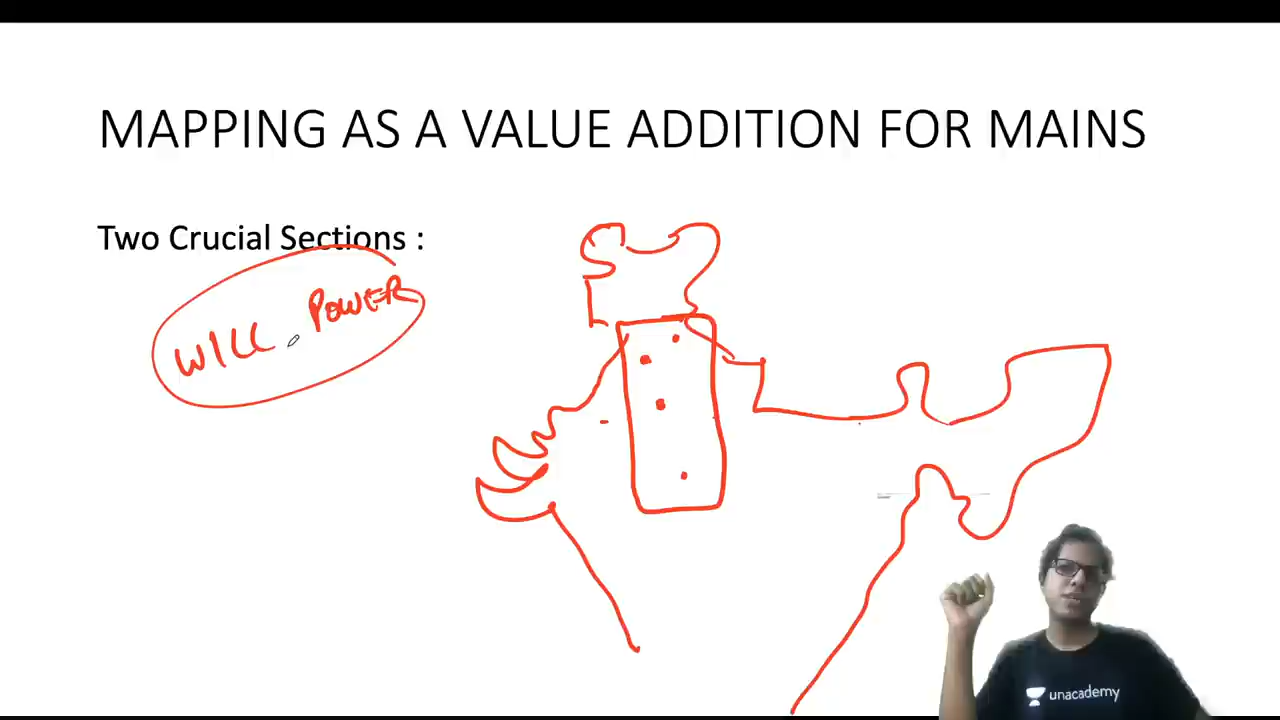 MAPPING AS A VALUE ADDITION FOR MAINS
Two Crucial Sections :
WILL POWER
unacademy